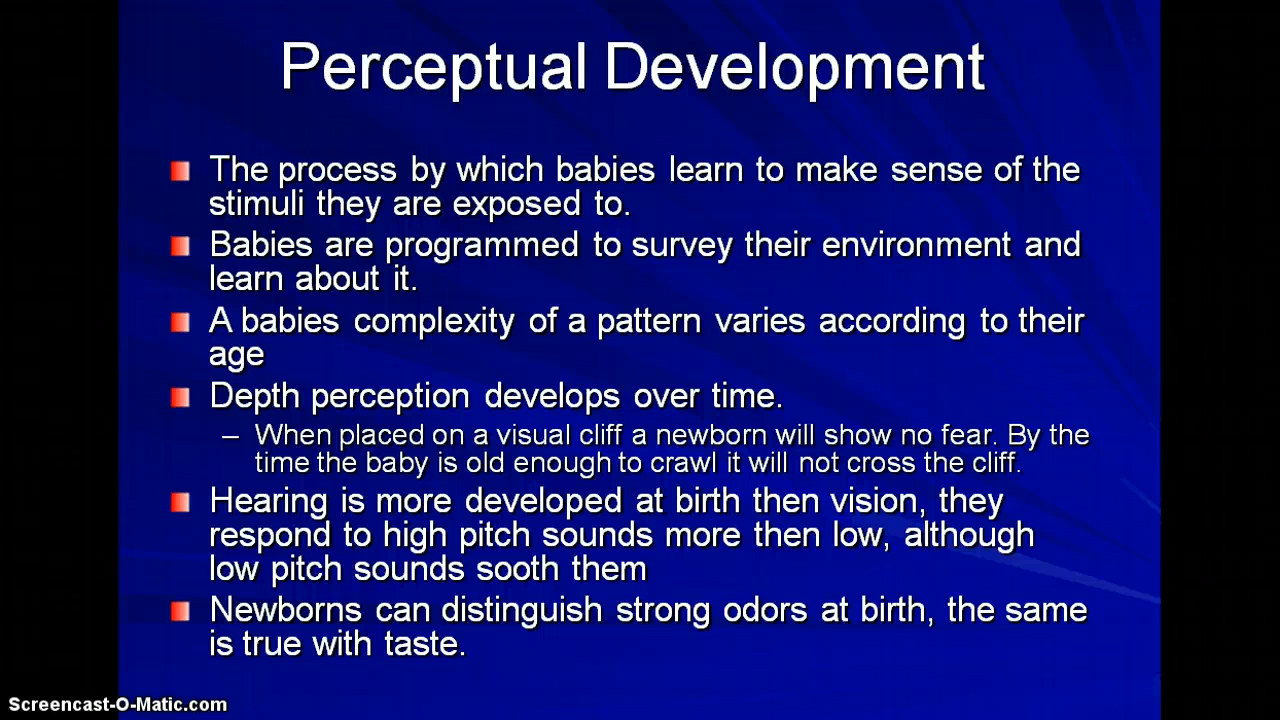 Perceptual Development
The process by which babies learn to make sense of the
stimuli they are exposed to.
Babies are programmed to survey their environment and
learn about it.
A babies complexity of a pattern varies according to their
age
Depth perception develops over time.
– When placed on a visual cliff a newborn will show no fear. By the
time the baby is old enough to crawl it will not cross the cliff.
Hearing is more developed at birth then vision, they
respond to high pitch sounds more then low, although
low pitch sounds sooth them
Newborns can distinguish strong odors at birth, the same
is true with taste.
Screencast-O-Matic.com